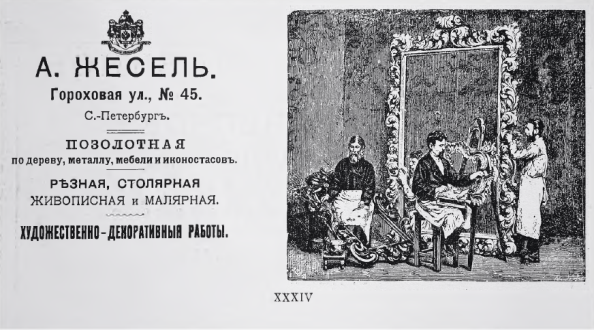 А. ЖЕСЕЛЬ.
Гороховая ул., № 45.
С.-Петербургъ.
ПОЗОЛОТНАЯ
по дереву, металлу, мебели и иконостасовъ.
РѢЗНАЯ, СТОЛЯРНАЯ
ЖИВОПИСНАЯ и МАЛЯРНАЯ.
ХУДОЖЕСТВЕННО-ДЕКОРАТИВНЫЯ РАБОТЫ.
XXXIV